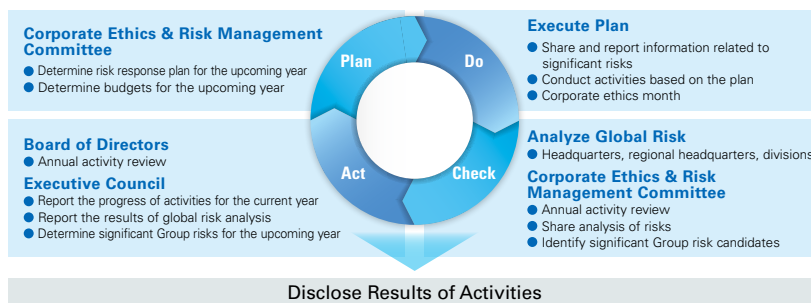 Corporate Ethics & Risk Management
Committee
● Determine risk response plan for the upcoming year
● Determine budgets for the upcoming year
Plan
Do
Execute Plan
● Share and report information related to
significant risks
● Conduct activities based on the plan
● Corporate ethics month
Board of Directors
● Annual activity review
Executive Council
● Report the progress of activities for the current year
● Report the results of global risk analysis
● Determine significant Group risks for the upcoming year
Act
Check
Analyze Global Risk
● Headquarters, regional headquarters, divisions
Corporate Ethics & Risk
Management Committee
● Annual activity review
● Share analysis of risks
● Identify significant Group risk candidates
Disclose Results of Activities